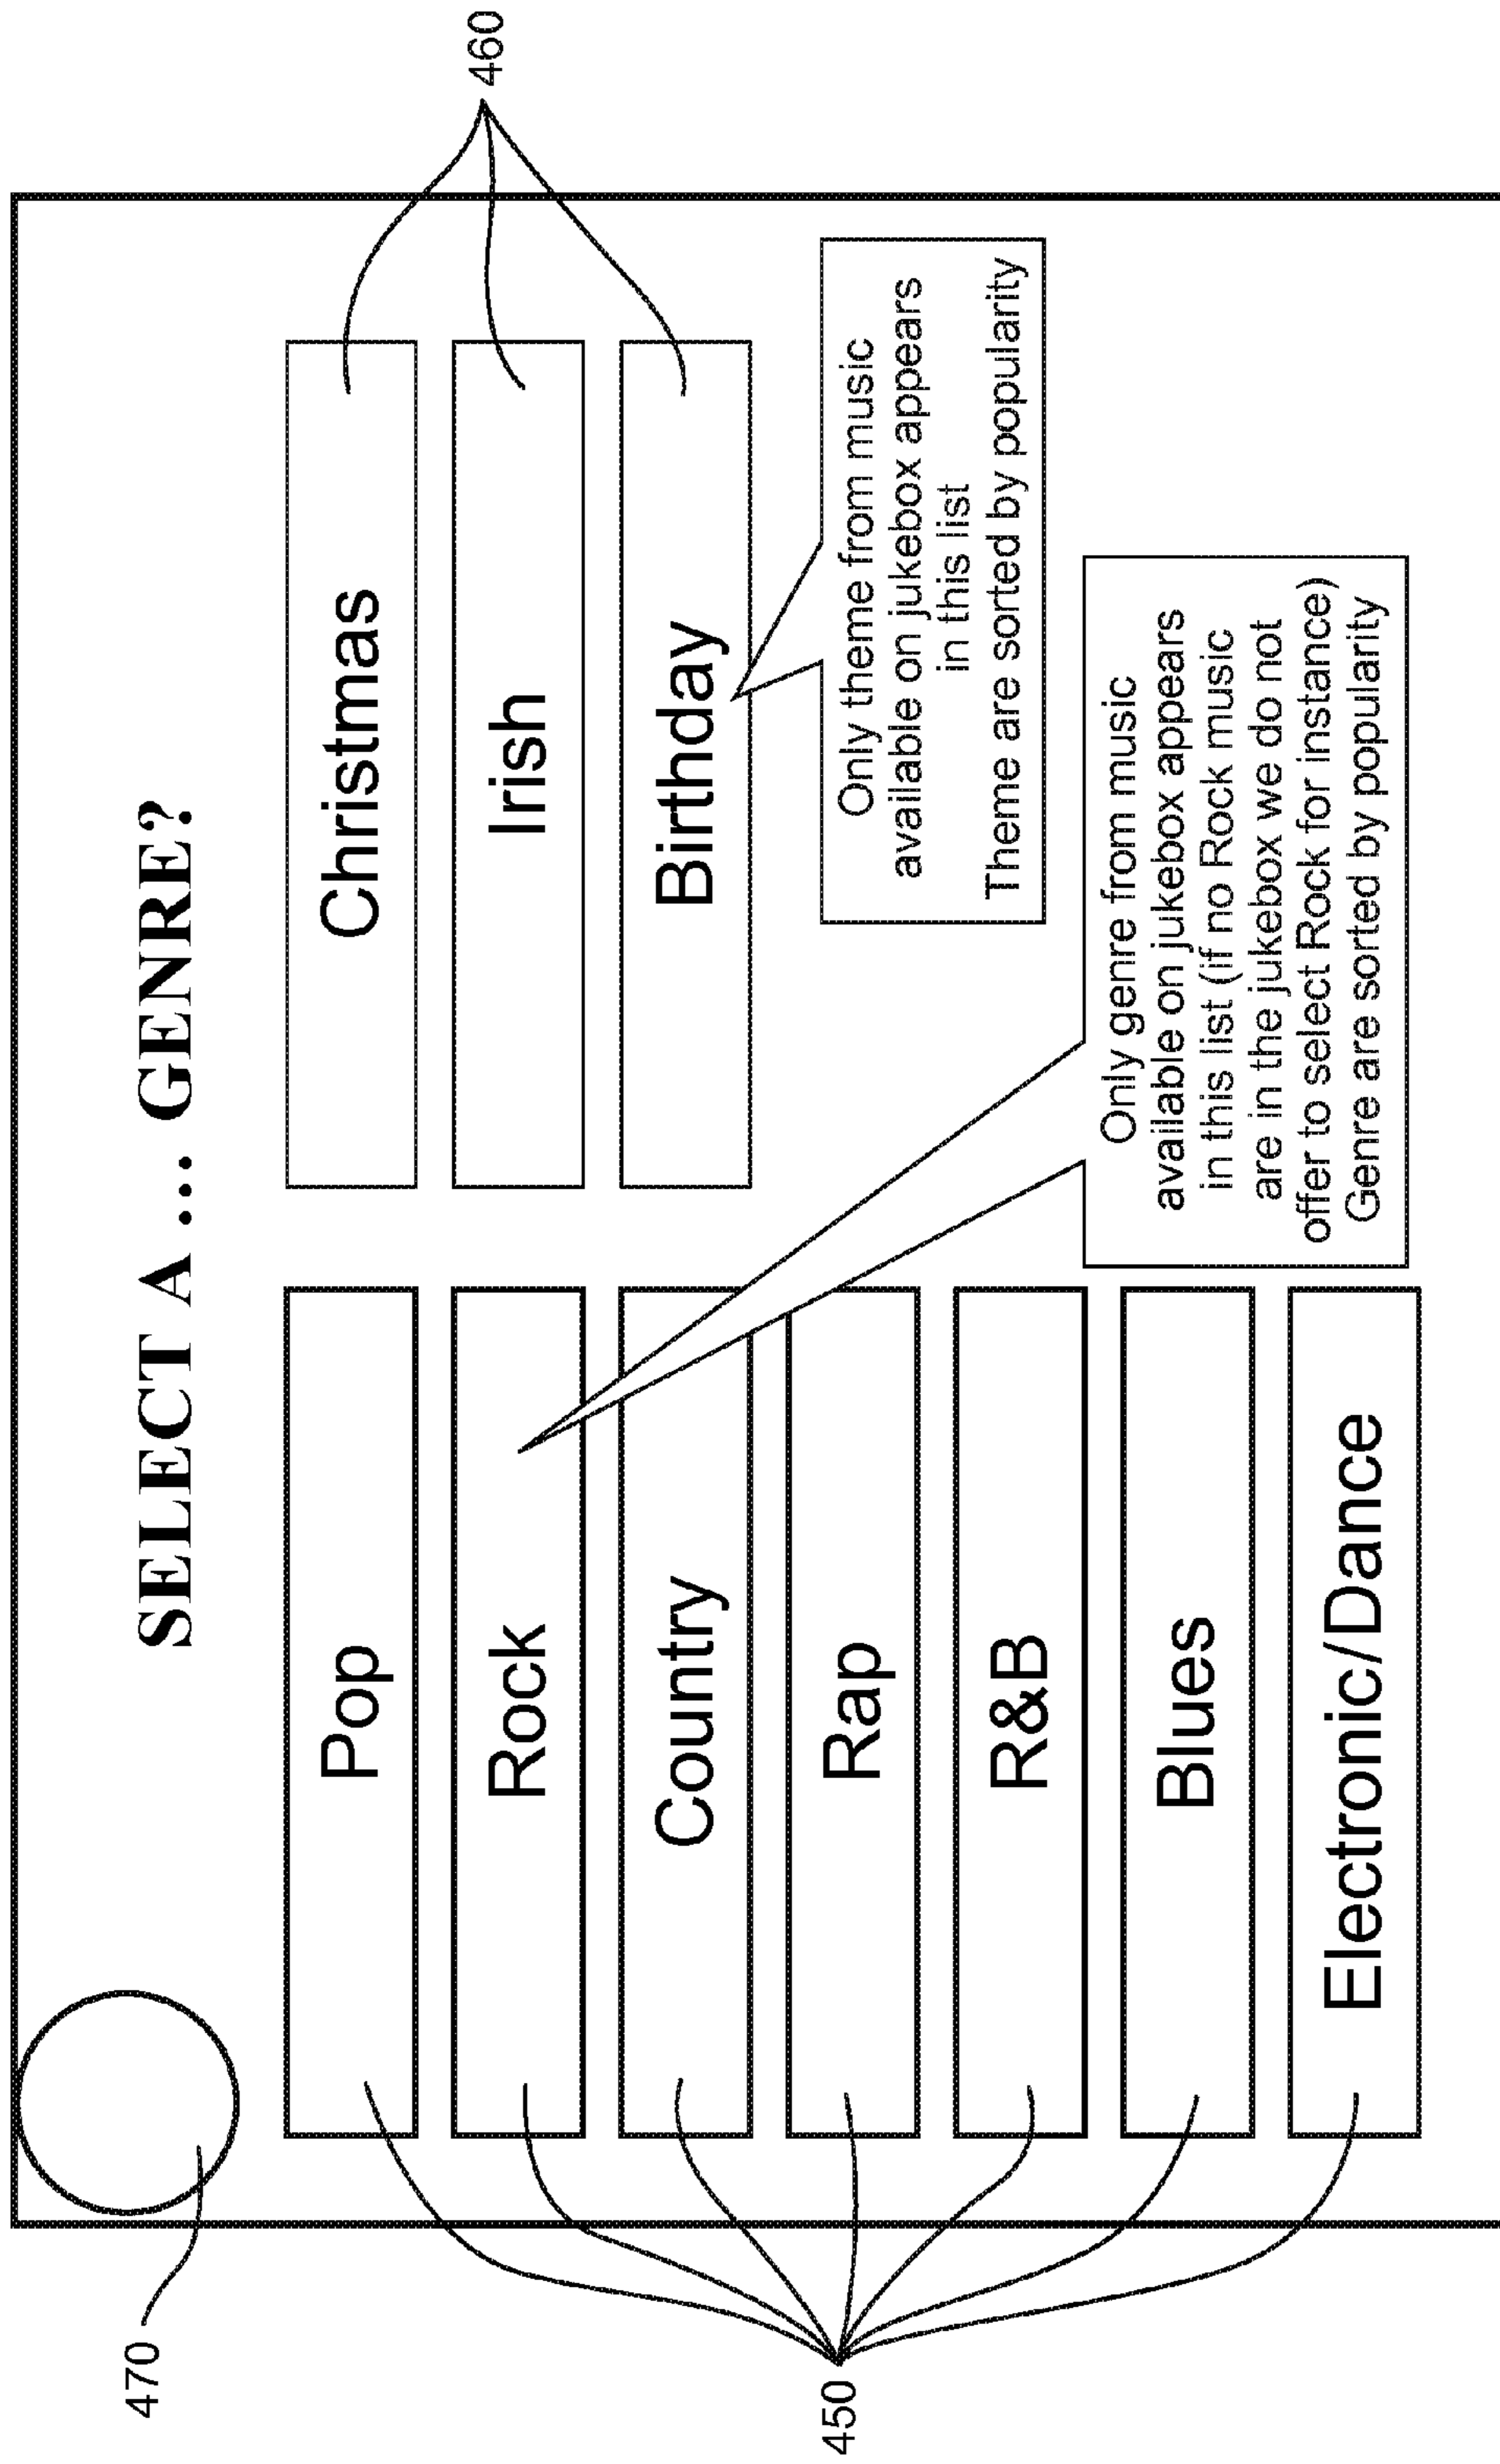 SELECT A ... GENRE?
470
450
460
Pop
Rock
Country
Rap
R&B
Blues
Electronic/Dance
Christmas
Irish
Birthday
Only theme from music
available on jukebox appears
in this list
Theme are sorted by popularity
Only genre from music
available on jukebox appears
in this list (if no Rock music
are in the jukebox we do not
offer to select Rock for instance)
Genre are sorted by popularity